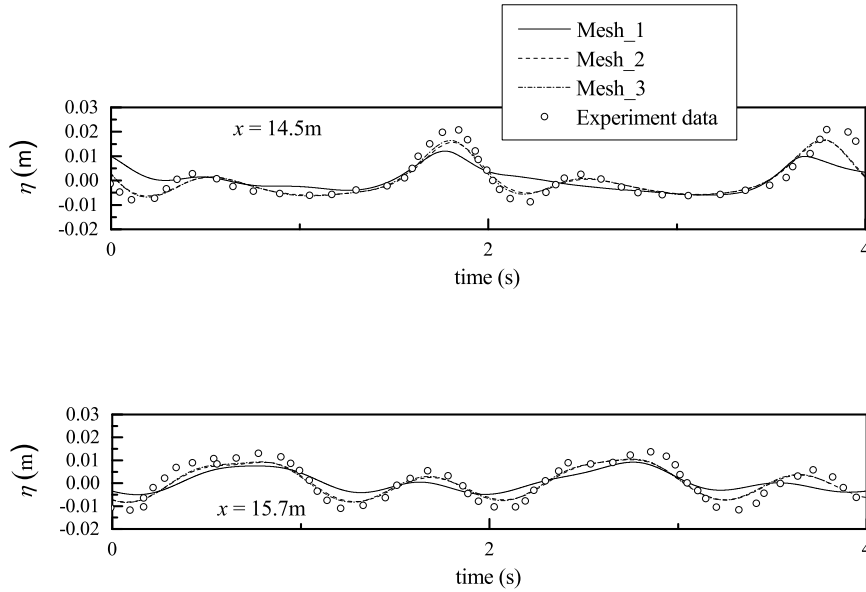 Mesh_1
Mesh_2
Mesh_3
Experiment data
0.03
0.02
0.01
0.00
-0.01
-0.02
η (m)
x = 14.5m
0
2
4
time (s)
0.03
0.02
0.01
0.00
-0.01
-0.02
η (m)
x = 15.7m
0
2
4
time (s)